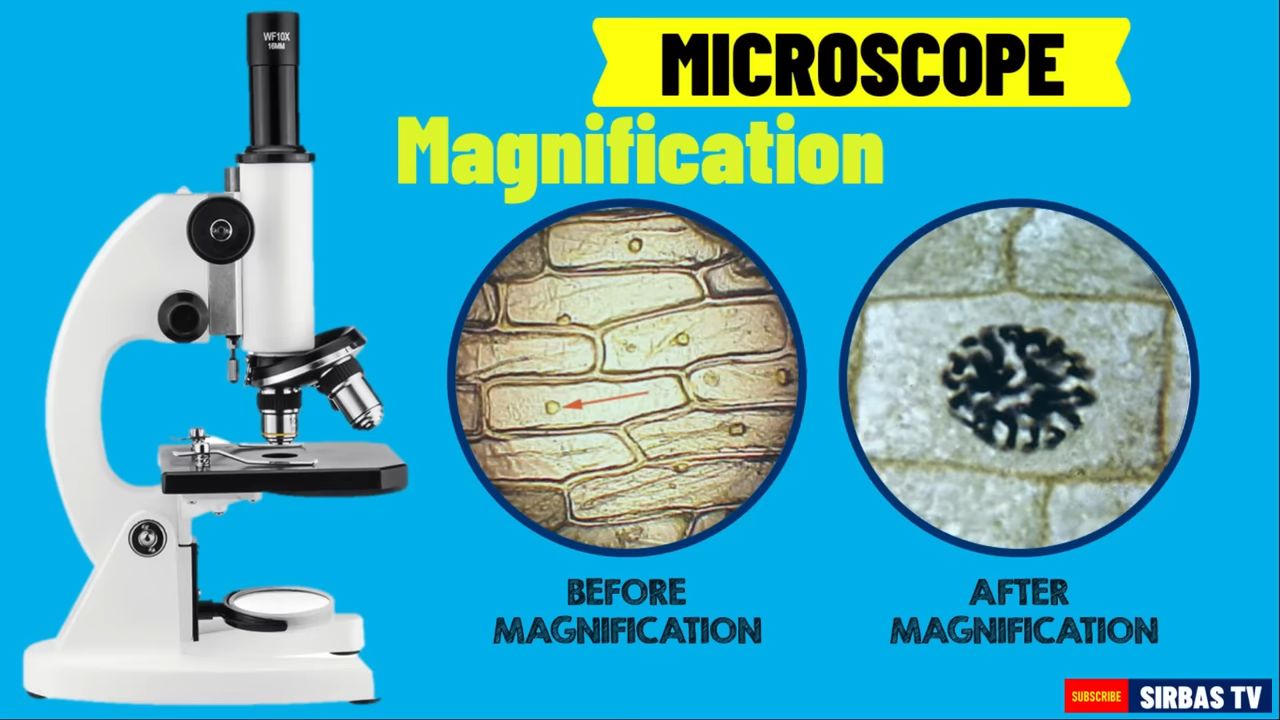 WF10X
16MM
MICROSCOPE
Magnification
BEFORE
MAGNIFICATION
AFTER
MAGNIFICATION
SUBSCRIBE
SIRBAS TV